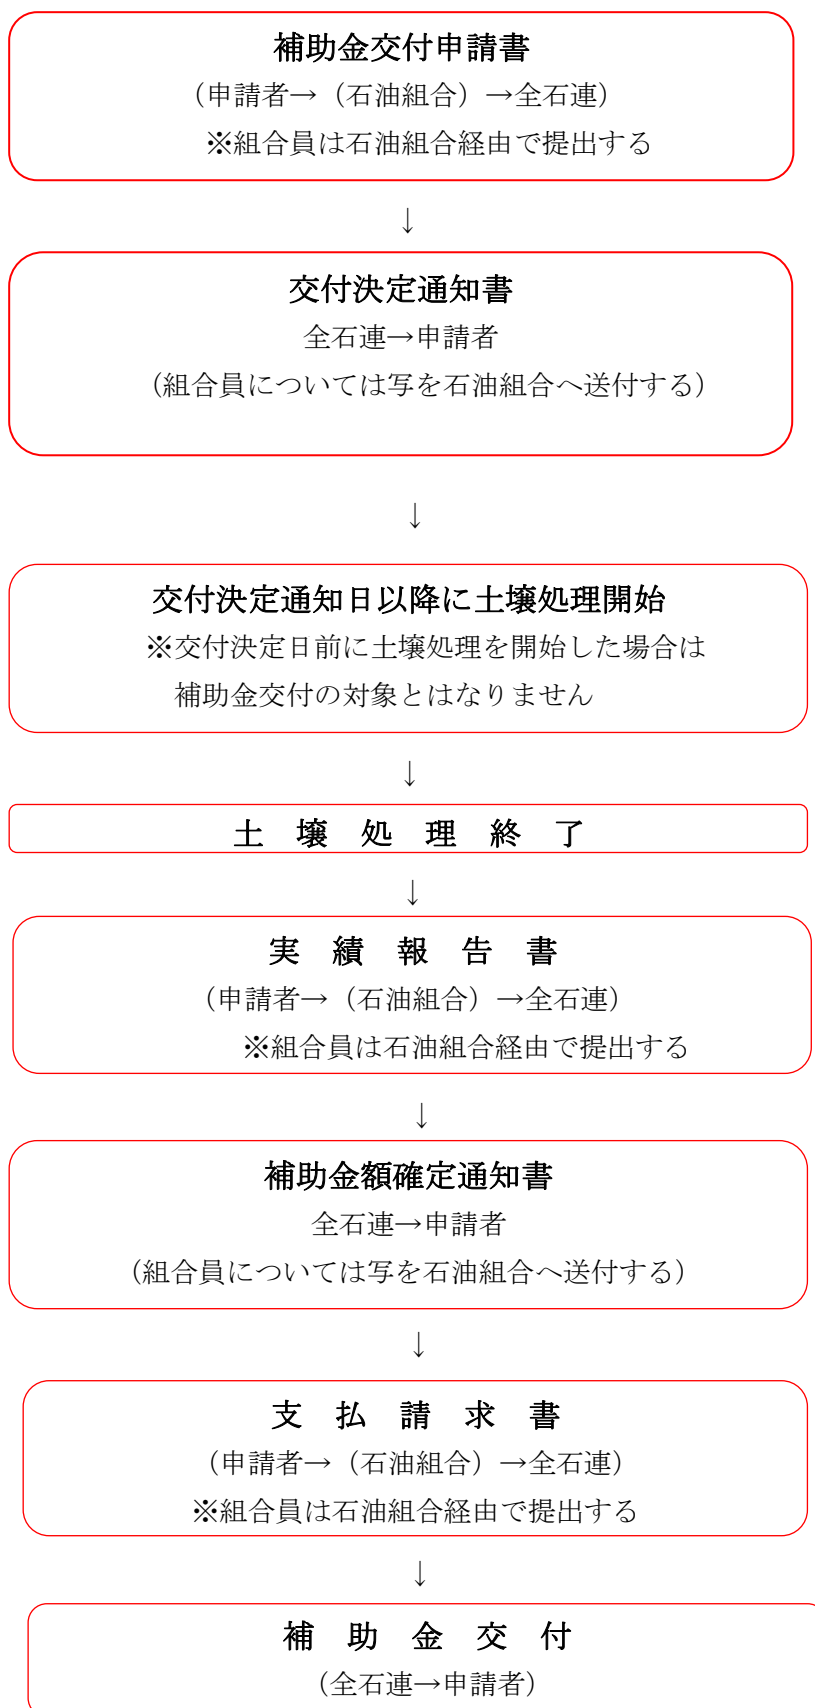 補助金交付申請書
（申請者→（石油組合）→全石連）
※組合員は石油組合経由で提出する
↓
交付決定通知書
全石連→申請者
（組合員については写を石油組合へ送付する）
↓
交付決定通知日以降に土壌処理開始
※交付決定日前に土壌処理を開始した場合は
補助金交付の対象とはなりません
↓
土　壌　処　理　終　了
↓
実　績　報　告　書
（申請者→（石油組合）→全石連）
※組合員は石油組合経由で提出する
↓
補助金額確定通知書
全石連→申請者
（組合員については写を石油組合へ送付する）
↓
支　払　請　求　書
（申請者→（石油組合）→全石連）
※組合員は石油組合経由で提出する
↓
補　助　金　交　付
（全石連→申請者）